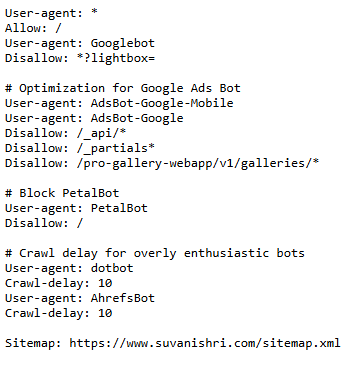 User-agent: *
Allow: /
User-agent: Googlebot
Disallow: *?lightbox=

# Optimization for Google Ads Bot
User-agent: AdsBot-Google-Mobile
User-agent: AdsBot-Google
Disallow: /_api/*
Disallow: /_partials*
Disallow: /pro-gallery-webapp/v1/galleries/*

# Block PetalBot
User-agent: PetalBot
Disallow: /

# Crawl delay for overly enthusiastic bots
User-agent: dotbot
Crawl-delay: 10
User-agent: AhrefsBot
Crawl-delay: 10

Sitemap: https://www.suvanishri.com/sitemap.xml